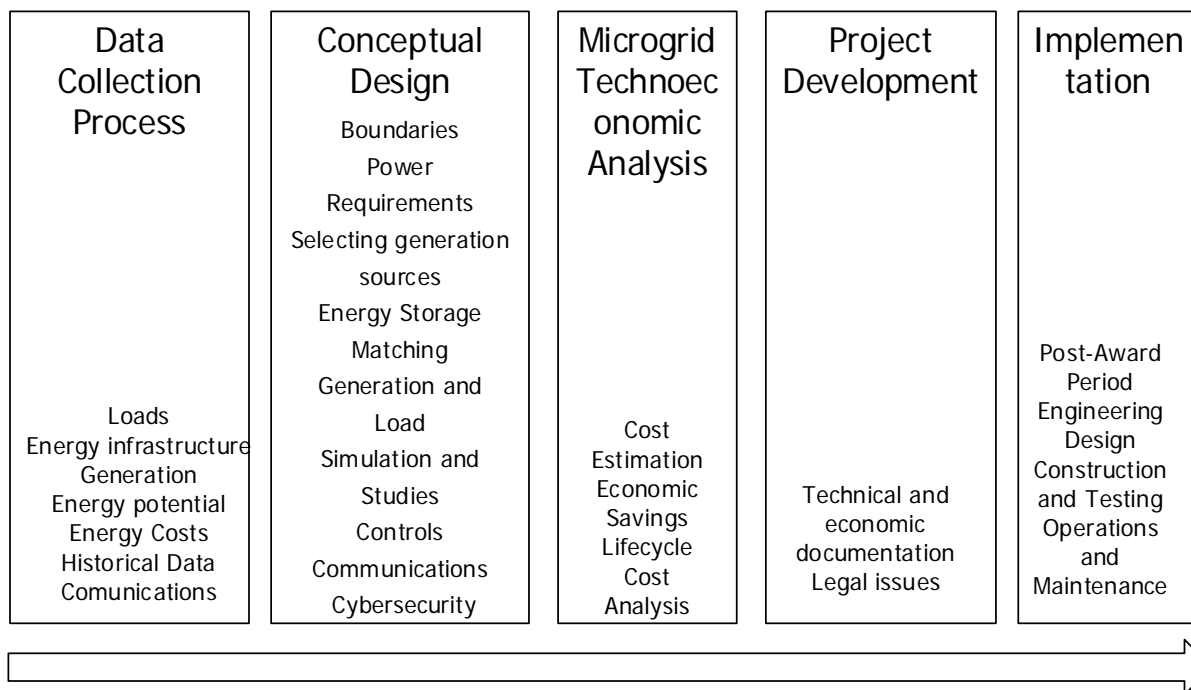 Data
Collection
Process
Loads
Energy infrastructure
Generation
Energy potential
Energy Costs
Historical Data
Comunications
Conceptual
Design
Boundaries
Power
Requirements
Selecting generation
sources
Energy Storage
Matching
Generation and
Load
Simulation and
Studies
Controls
Communications
Cybersecurity
Microgrid
Technoec
onomic
Analysis
Cost
Estimation
Economic
Savings
Lifecycle
Cost
Analysis
Project
Development
Technical and
economic
documentation
Legal issues
Implemen
tation
Post-Award
Period
Engineering
Design
Construction
and Testing
Operations
and
Maintenance